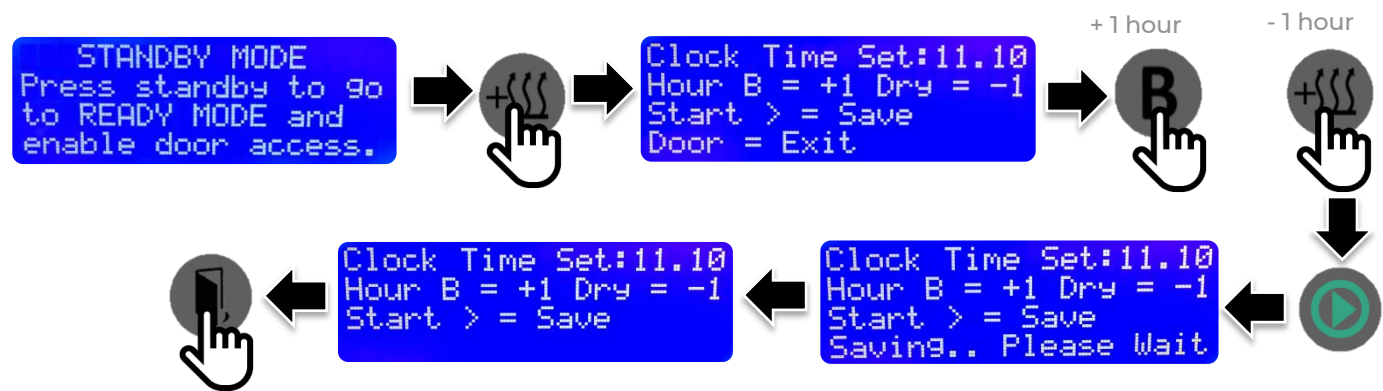 + 1 hour
- 1 hour
STANDBY MODE
Press standby to go
to READY MODE and
enable door access.
+
Clock Time Set:11.10
Hour B = +1 Dry = -1
Start > = Save
Door = Exit
B
+
Clock Time Set:11.10
Hour B = +1 Dry = -1
Start > = Save
Saving.. Please Wait
Clock Time Set:11.10
Hour B = +1 Dry = -1
Start > = Save